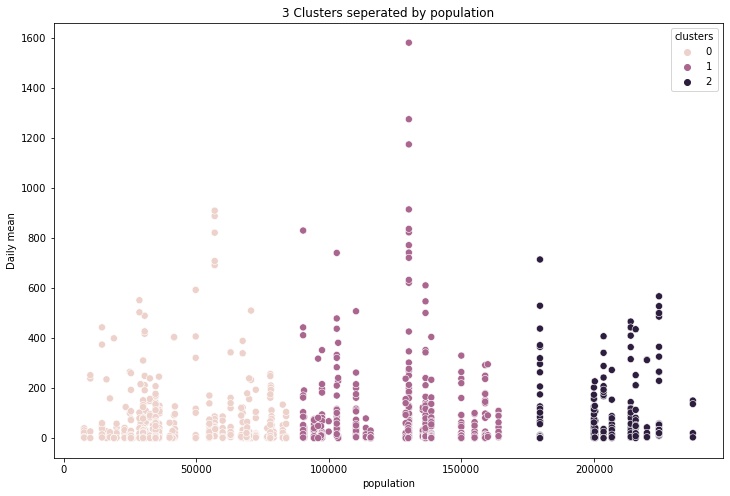 3 Clusters seperated by population
clusters
0
1
2
Daily mean
1600
1400
1200
1000
800
600
400
200
0
0 50000 100000 150000 200000
population